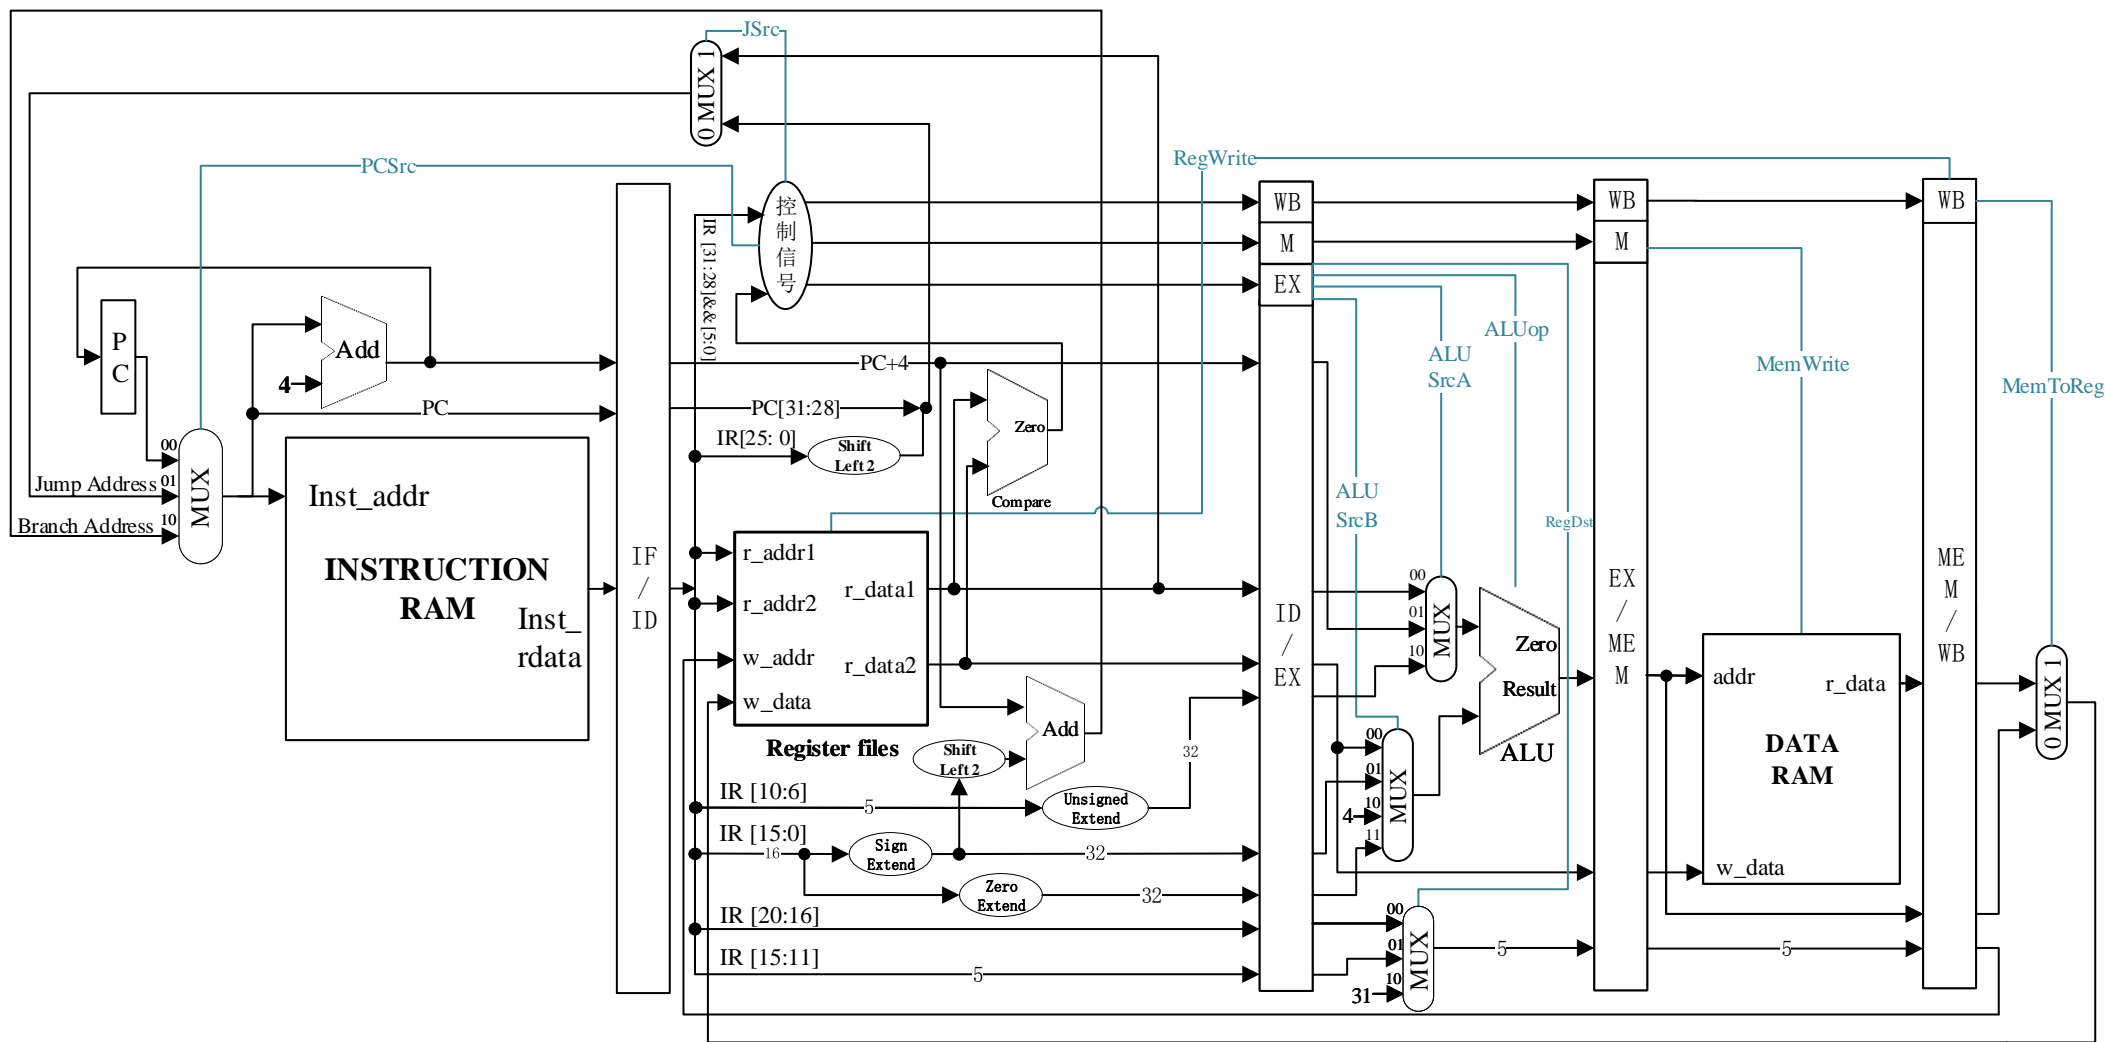 JSrc
0 MUX 1
PCSrc
控
制
信
号
IR [31:28]&&[5:0]
RegWrite
WB
M
EX
WB
M
WB
P
C
Add
4
PC
PC+4
PC[31:28]
IR[25: 0]
Shift
Left 2
Zero
Compare
ALUop
ALU
SrcA
ALU
SrcB
RegDst
MemWrite
MemToReg
00
Jump Address
01
Branch Address
10
MUX
Inst_addr
INSTRUCTION
RAM
Inst_
rdata
IF
/
ID
r_addr1
r_addr2
w_addr
w_data
r_data1
r_data2
Register files
Shift
Left 2
Add
32
IR [10:6]
5
Unsigned
Extend
IR [15:0]
16
Sign
Extend
32
Zero
Extend
32
IR [20:16]
IR [15:11]
5
ID
/
EX
00
01
10
MUX
Zero
Result
ALU
00
01
4
10
11
MUX
00
01
10
31
MUX
5
EX
/
ME
M
addr
r_data
DATA
RAM
w_data
5
ME
M
/
WB
0 MUX 1